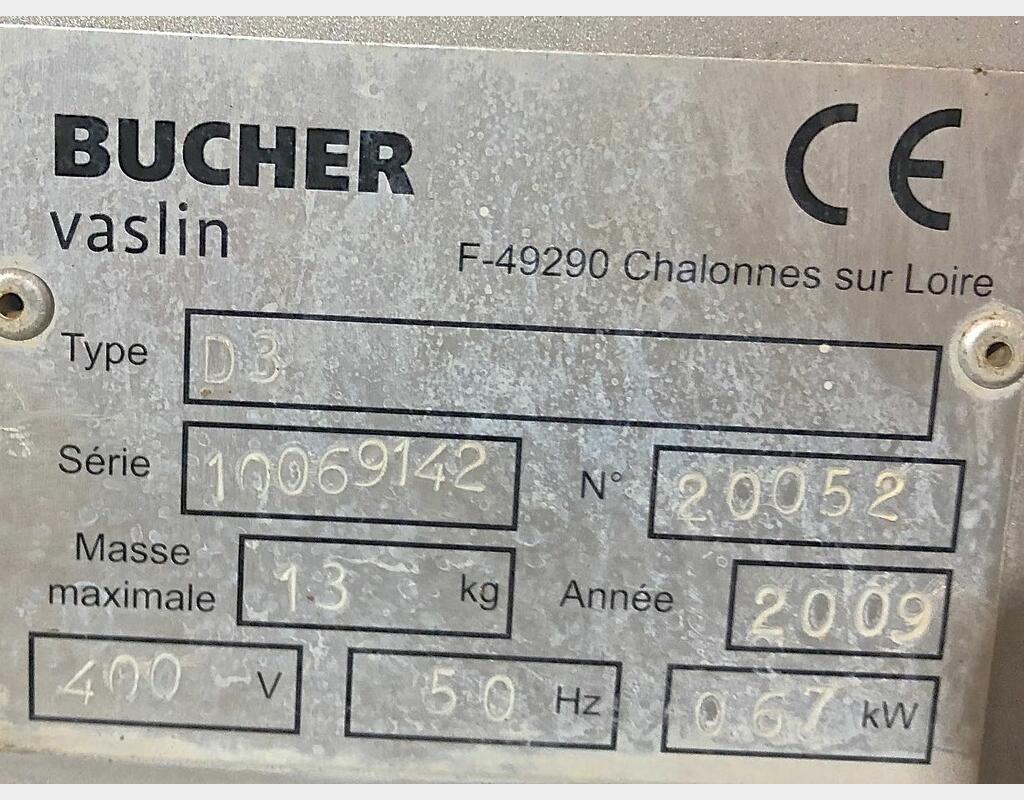 BUCHER
vaslin
CE
F-49290 Chalonnes sur Loire
Type D3
Série 10069142 N° 20052
Masse maximale 13 kg Année 2009
400 V 50 Hz 0.67 kW